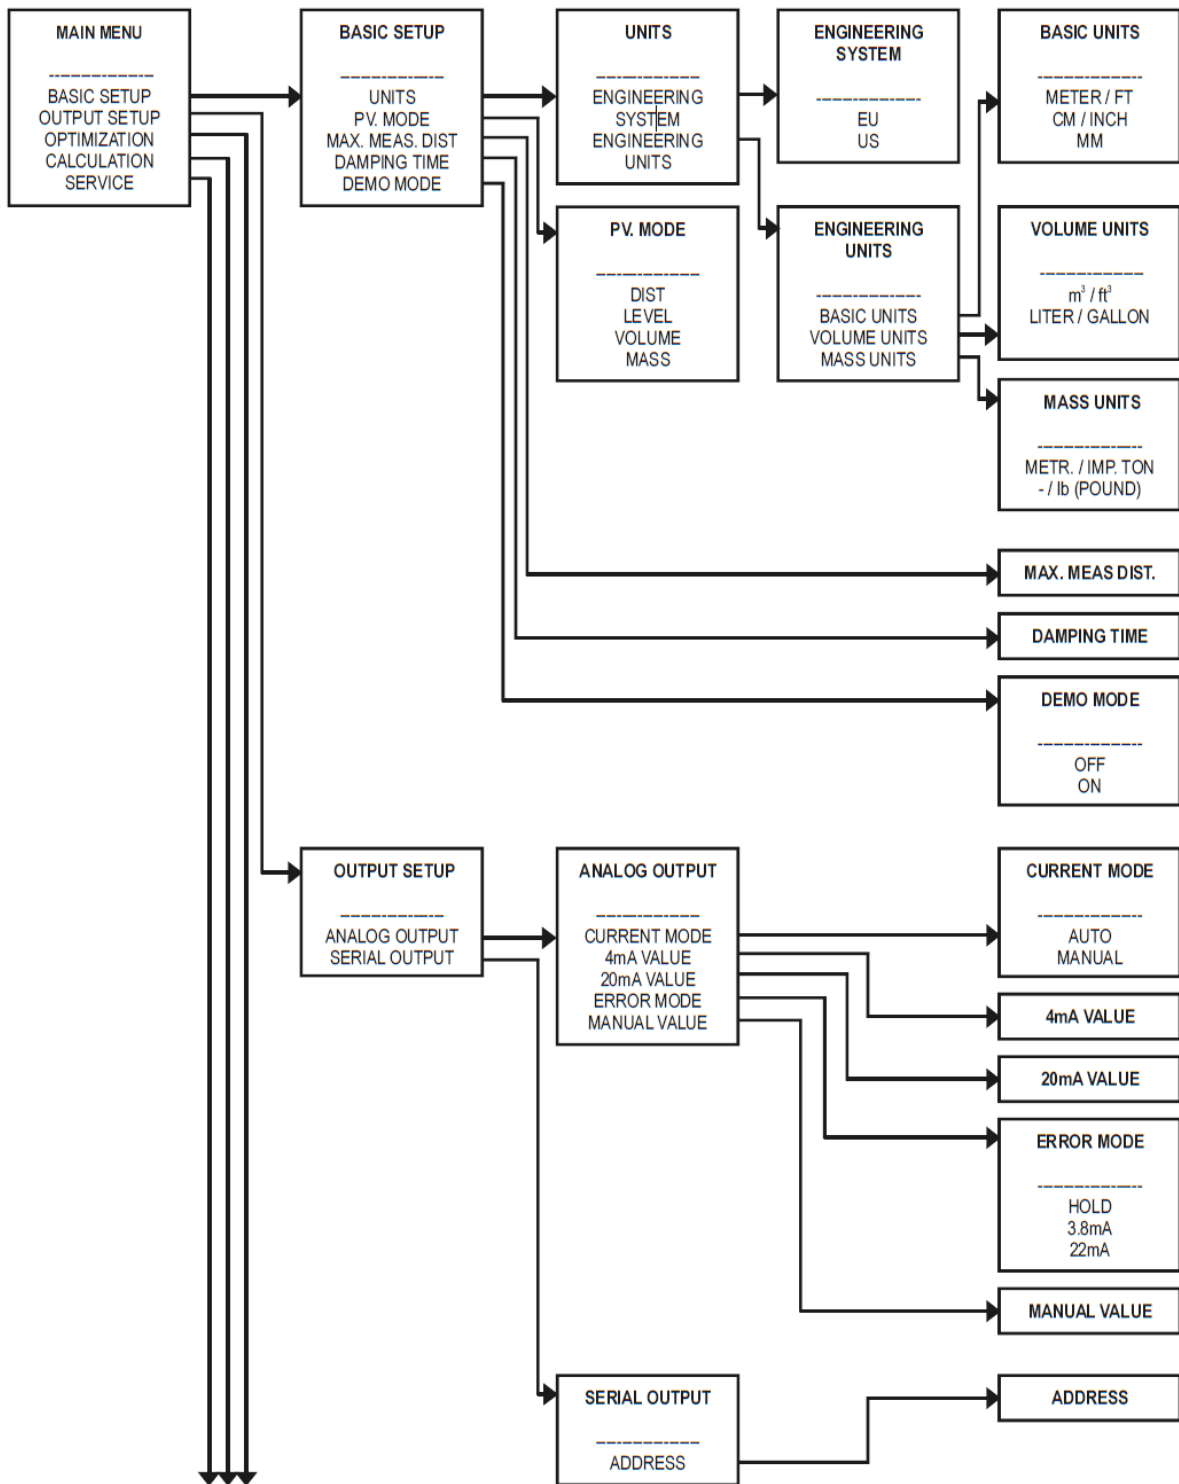 MAIN MENU
BASIC SETUP
OUTPUT SETUP
OPTIMIZATION
CALCULATION
SERVICE
BASIC SETUP
UNITS
PV. MODE
MAX. MEAS. DIST
DAMPING TIME
DEMO MODE
UNITS
ENGINEERING
SYSTEM
ENGINEERING
UNITS
ENGINEERING
SYSTEM
EU
US
BASIC UNITS
METER / FT
CM / INCH
MM
PV. MODE
DIST
LEVEL
VOLUME
MASS
ENGINEERING
UNITS
BASIC UNITS
VOLUME UNITS
MASS UNITS
VOLUME UNITS
m³ / ft³
LITER / GALLON
MASS UNITS
METR. / IMP. TON
- / lb (POUND)
MAX. MEAS DIST.
DAMPING TIME
DEMO MODE
OFF
ON
OUTPUT SETUP
ANALOG OUTPUT
SERIAL OUTPUT
ANALOG OUTPUT
CURRENT MODE
4mA VALUE
20mA VALUE
ERROR MODE
MANUAL VALUE
CURRENT MODE
AUTO
MANUAL
4mA VALUE
20mA VALUE
ERROR MODE
HOLD
3.8mA
22mA
MANUAL VALUE
SERIAL OUTPUT
ADDRESS
ADDRESS